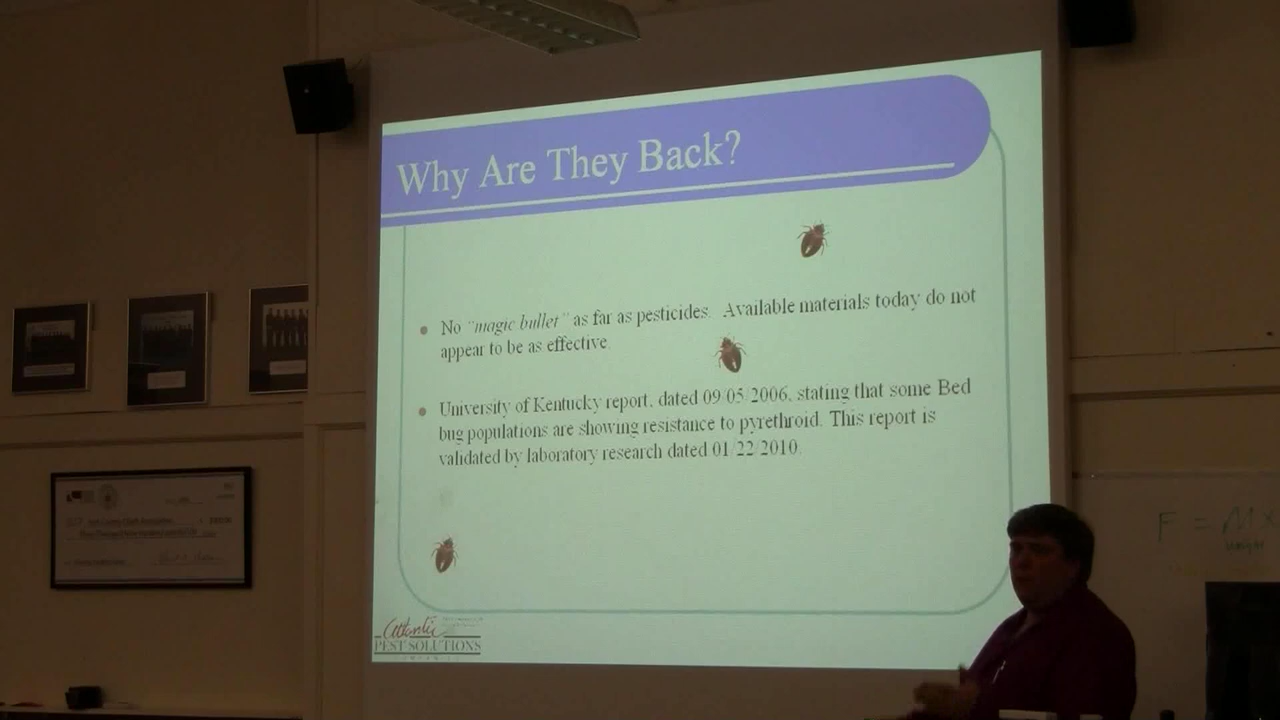 Why Are They Back?
No "magic bullet" as far as pesticides. Available materials today do not
appear to be as effective.
University of Kentucky report, dated 09/05/2006, stating that some Bed
bug populations are showing resistance to pyrethroid. This report is
validated by laboratory research dated 01/22/2010.
Atlantic
PEST SOLUTIONS
F = M